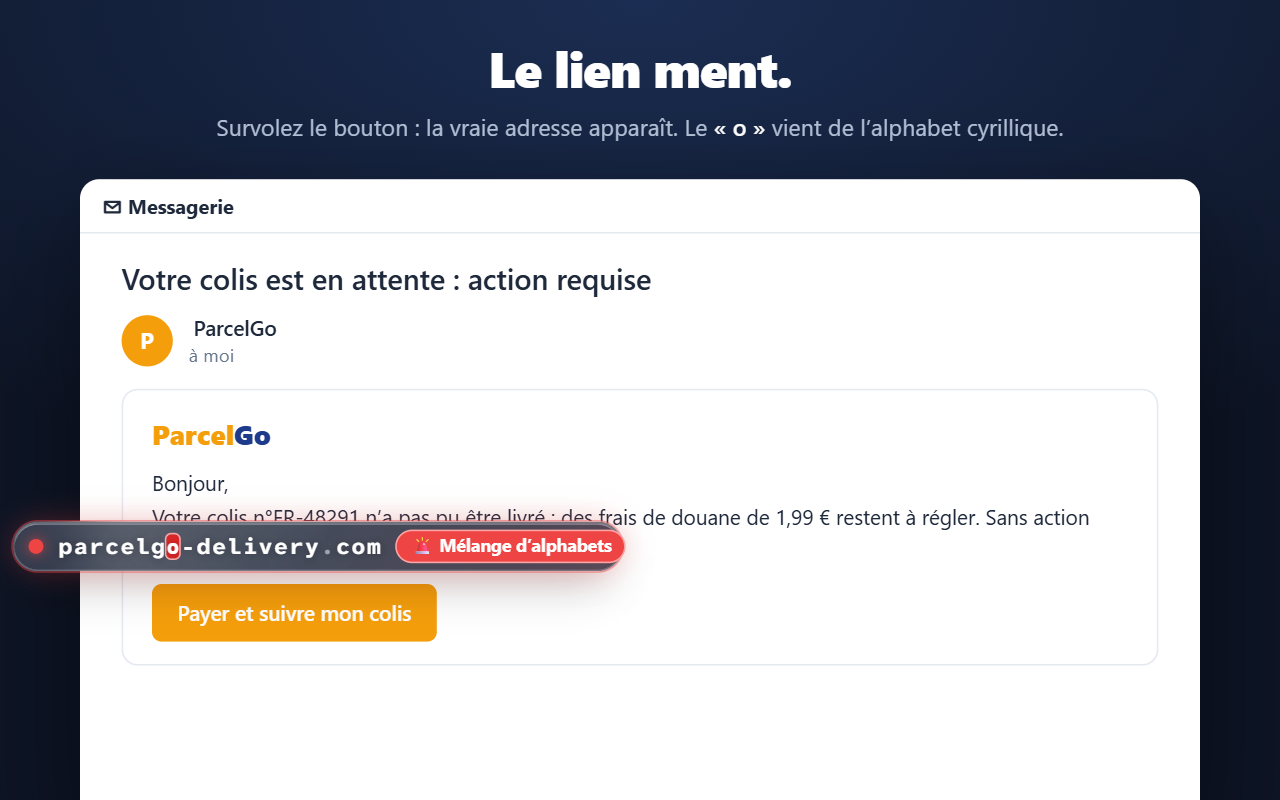 Le lien ment.
Survolez le bouton : la vraie adresse apparaît. Le « о » vient de l’alphabet cyrillique.
Messagerie
Votre colis est en attente : action requise
P
ParcelGo
à moi
ParcelGo
Bonjour,
Votre colis n°FR-48291 n’a pas pu être livré : des frais de douane de 1,99 € restent à régler. Sans action
parcelgо-delivery.com
🚨 Mélange d’alphabets
Payer et suivre mon colis